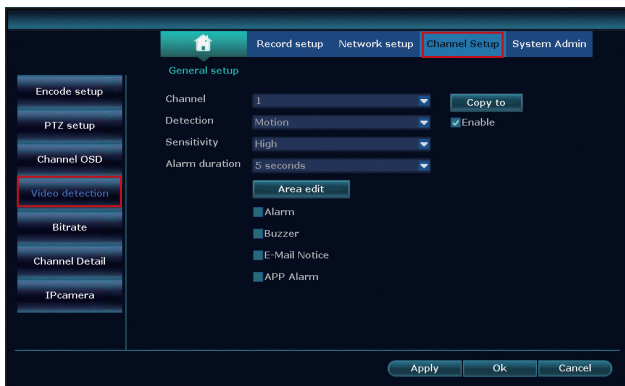 Record setup Network setup Channel Setup System Admin
General setup
Encode setup
PTZ setup
Channel OSD
Video detection
Bitrate
Channel Detail
IPcamera
Channel 1 Copy to
Detection Motion Enable
Sensitivity High
Alarm duration 5 seconds
Area edit
Alarm
Buzzer
E-Mail Notice
APP Alarm
Apply Ok Cancel